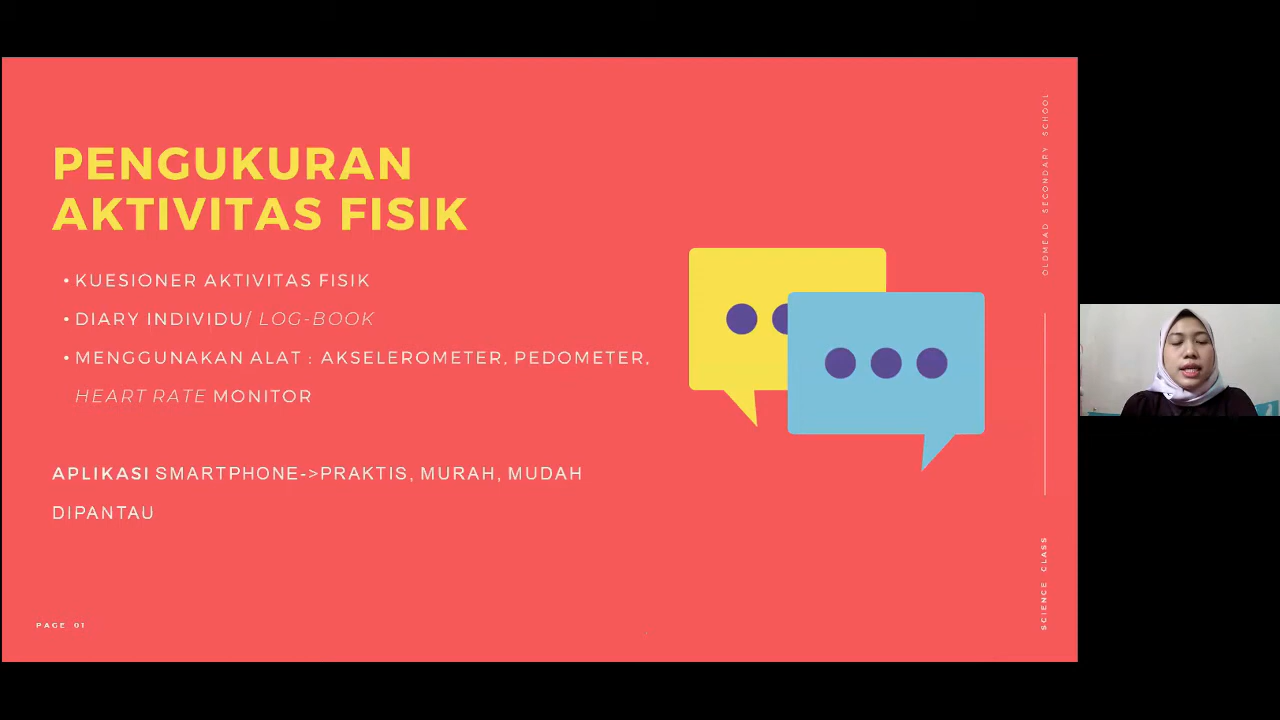 PENGUKURAN
AKTIVITAS FISIK
• KUESIONER AKTIVITAS FISIK
• DIARY INDIVIDU/ LOG-BOOK
• MENGGUNAKAN ALAT : AKSELEROMETER, PEDOMETER,
HEART RATE MONITOR
APLIKASI SMARTPHONE->PRAKTIS, MURAH, MUDAH
DIPANTAU
PAGE 01
OLDMEAD SECONDARY SCHOOL
SCIENCE CLASS